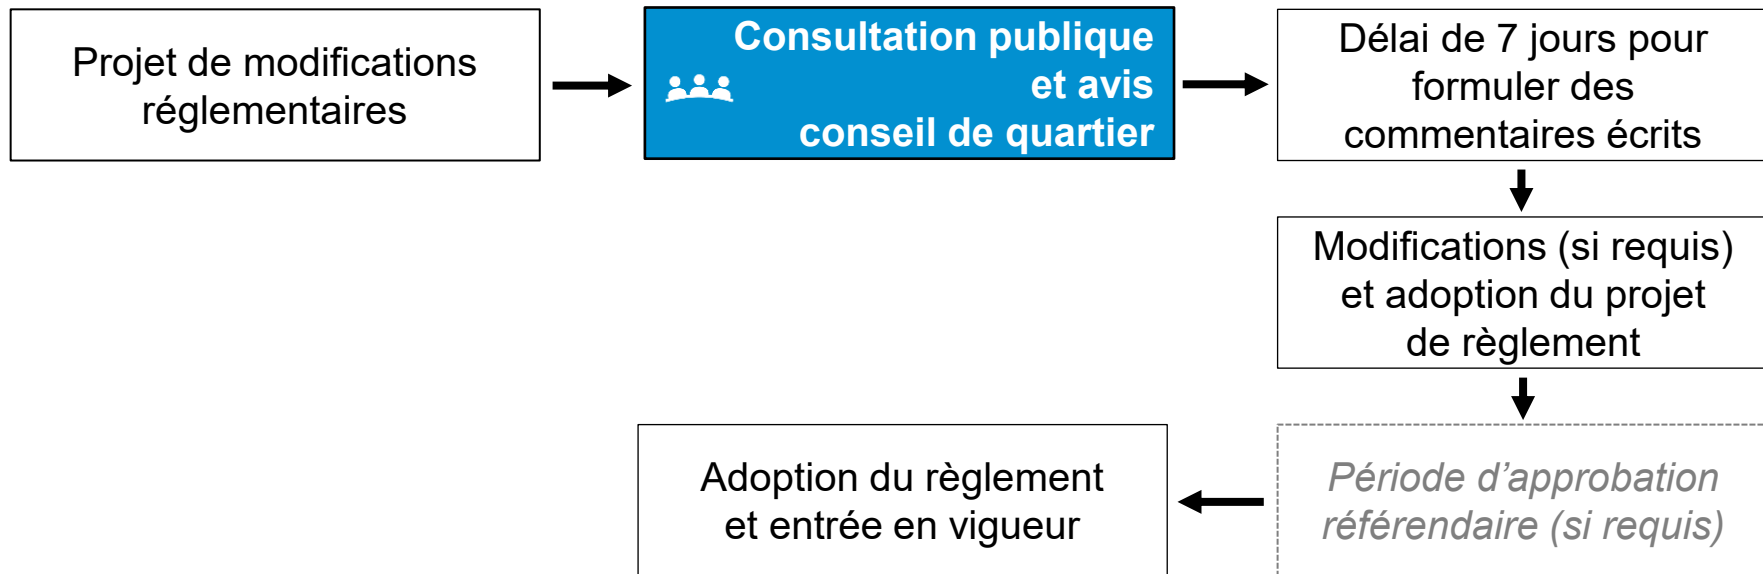 Projet de modifications
réglementaires
Consultation publique
et avis
conseil de quartier
Délai de 7 jours pour
formuler des
commentaires écrits
Modifications (si requis)
et adoption du projet
de règlement
Période d’approbation
référendaire (si requis)
Adoption du règlement
et entrée en vigueur